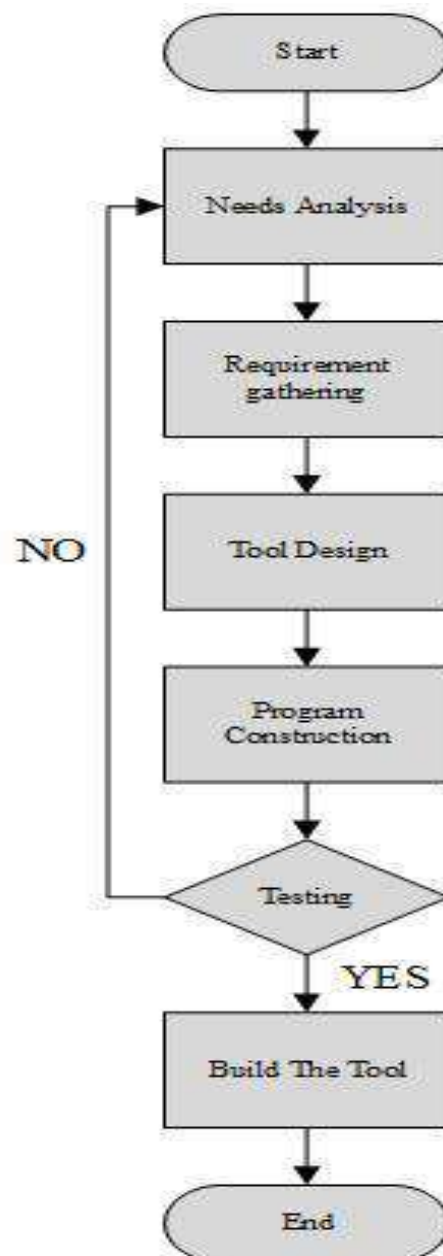 Start
Needs Analysis
Requirement
gathering
Tool Design
NO
Program
Construction
Testing
YES
Build The Tool
End